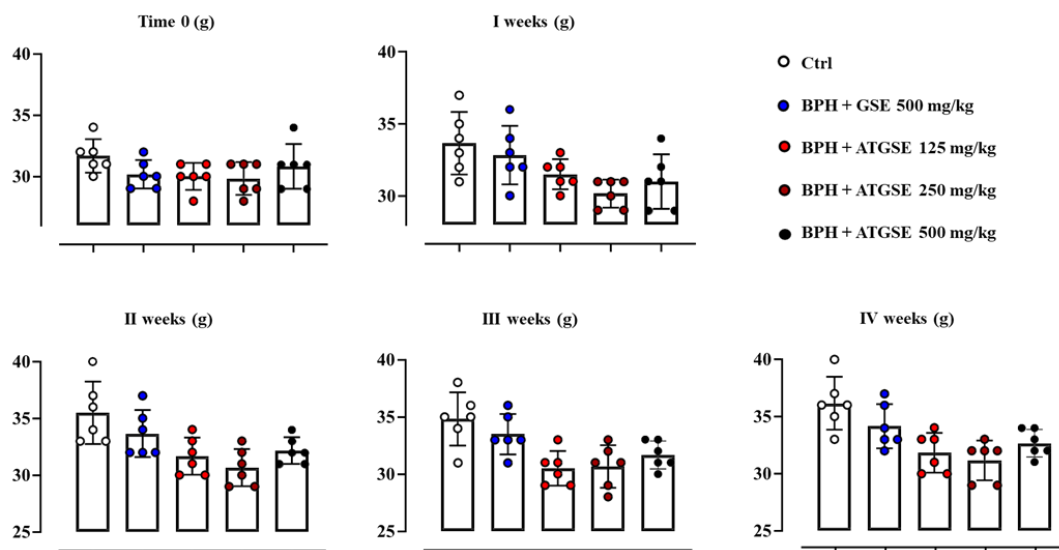 Time 0 (g)
40
35
30
I weeks (g)
40
35
30
Ctrl
BPH + GSE 500 mg/kg
BPH + ATGSE 125 mg/kg
BPH + ATGSE 250 mg/kg
BPH + ATGSE 500 mg/kg
II weeks (g)
40
35
30
25
III weeks (g)
40
35
30
25
IV weeks (g)
40
35
30
25